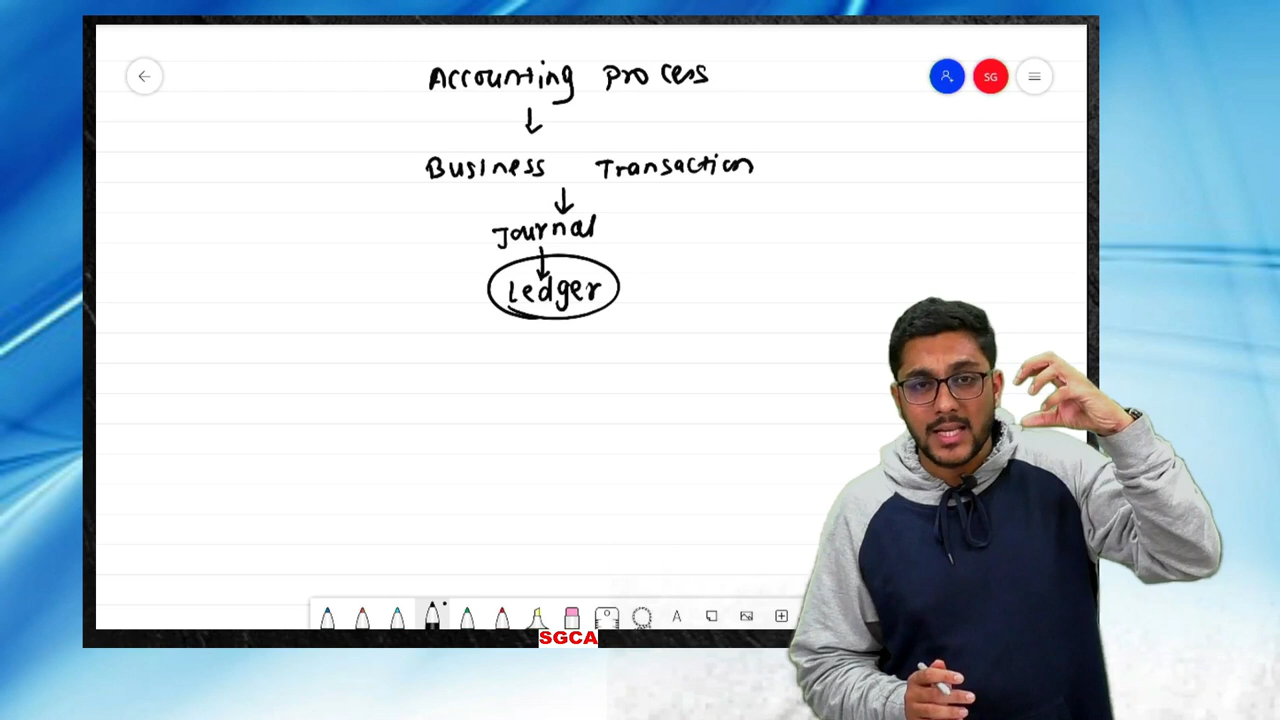 Accounting process
SG
Business Transaction
Journal
Ledger
A
SGCA